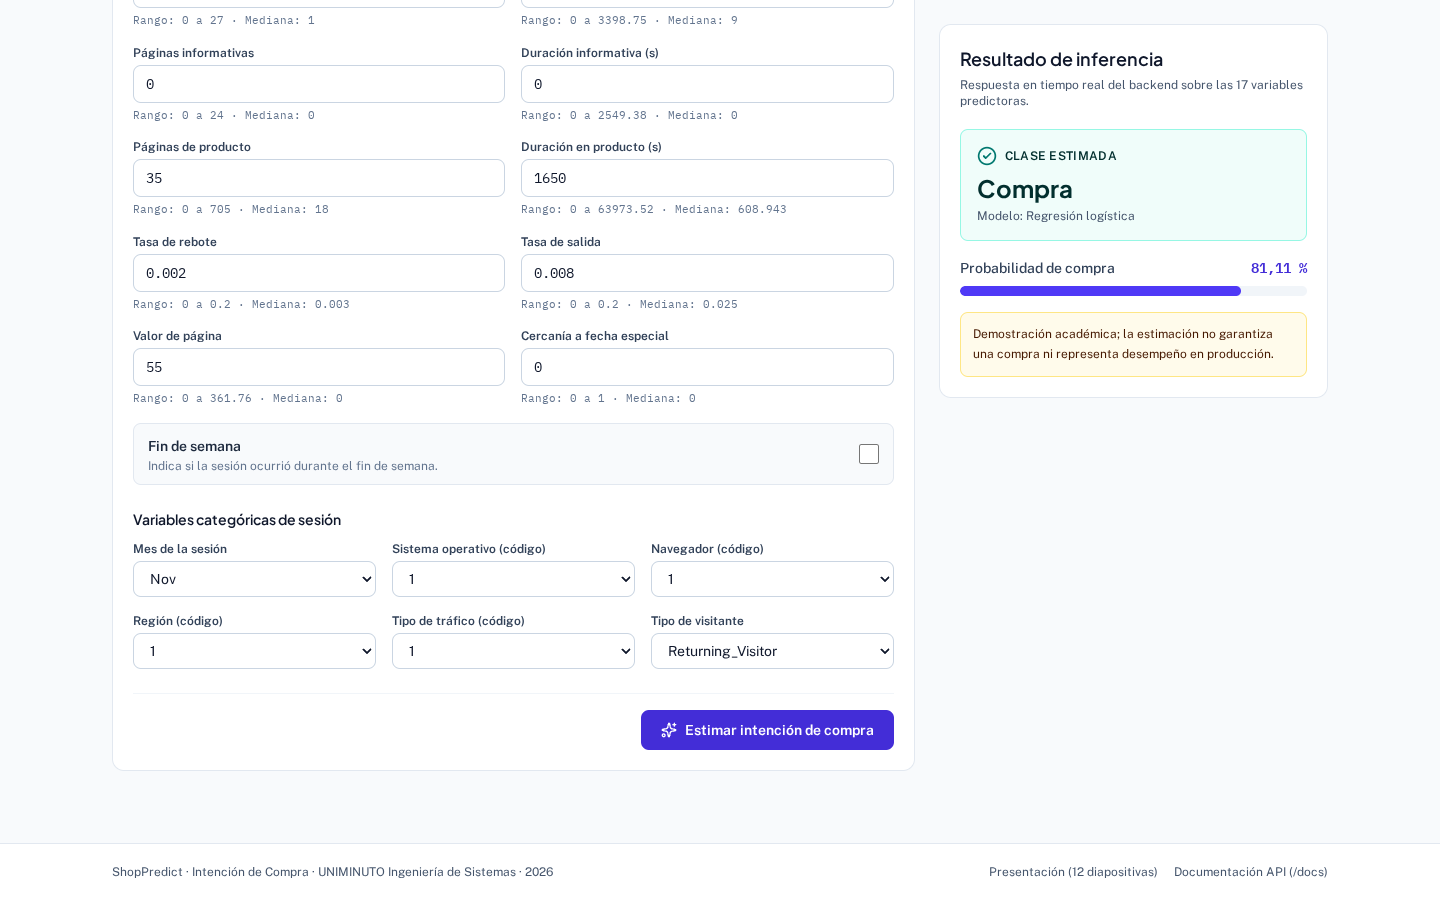 Rango: 0 a 27 · Mediana: 1
Rango: 0 a 3398.75 · Mediana: 9
Páginas informativas
Duración informativa (s)
0
0
Rango: 0 a 24 · Mediana: 0
Rango: 0 a 2549.38 · Mediana: 0
Páginas de producto
Duración en producto (s)
35
1650
Rango: 0 a 705 · Mediana: 18
Rango: 0 a 63973.52 · Mediana: 608.943
Tasa de rebote
Tasa de salida
0.002
0.008
Rango: 0 a 0.2 · Mediana: 0.003
Rango: 0 a 0.2 · Mediana: 0.025
Valor de página
Cercanía a fecha especial
55
0
Rango: 0 a 361.76 · Mediana: 0
Rango: 0 a 1 · Mediana: 0
Fin de semana
Indica si la sesión ocurrió durante el fin de semana.
Variables categóricas de sesión
Mes de la sesión
Sistema operativo (código)
Navegador (código)
Nov
1
1
Región (código)
Tipo de tráfico (código)
Tipo de visitante
1
1
Returning_Visitor
Estimar intención de compra
Resultado de inferencia
Respuesta en tiempo real del backend sobre las 17 variables
predictoras.
CLASE ESTIMADA
Compra
Modelo: Regresión logística
Probabilidad de compra
81,11 %
Demostración académica; la estimación no garantiza
una compra ni representa desempeño en producción.
ShopPredict · Intención de Compra · UNIMINUTO Ingeniería de Sistemas · 2026
Presentación (12 diapositivas)
Documentación API (/docs)